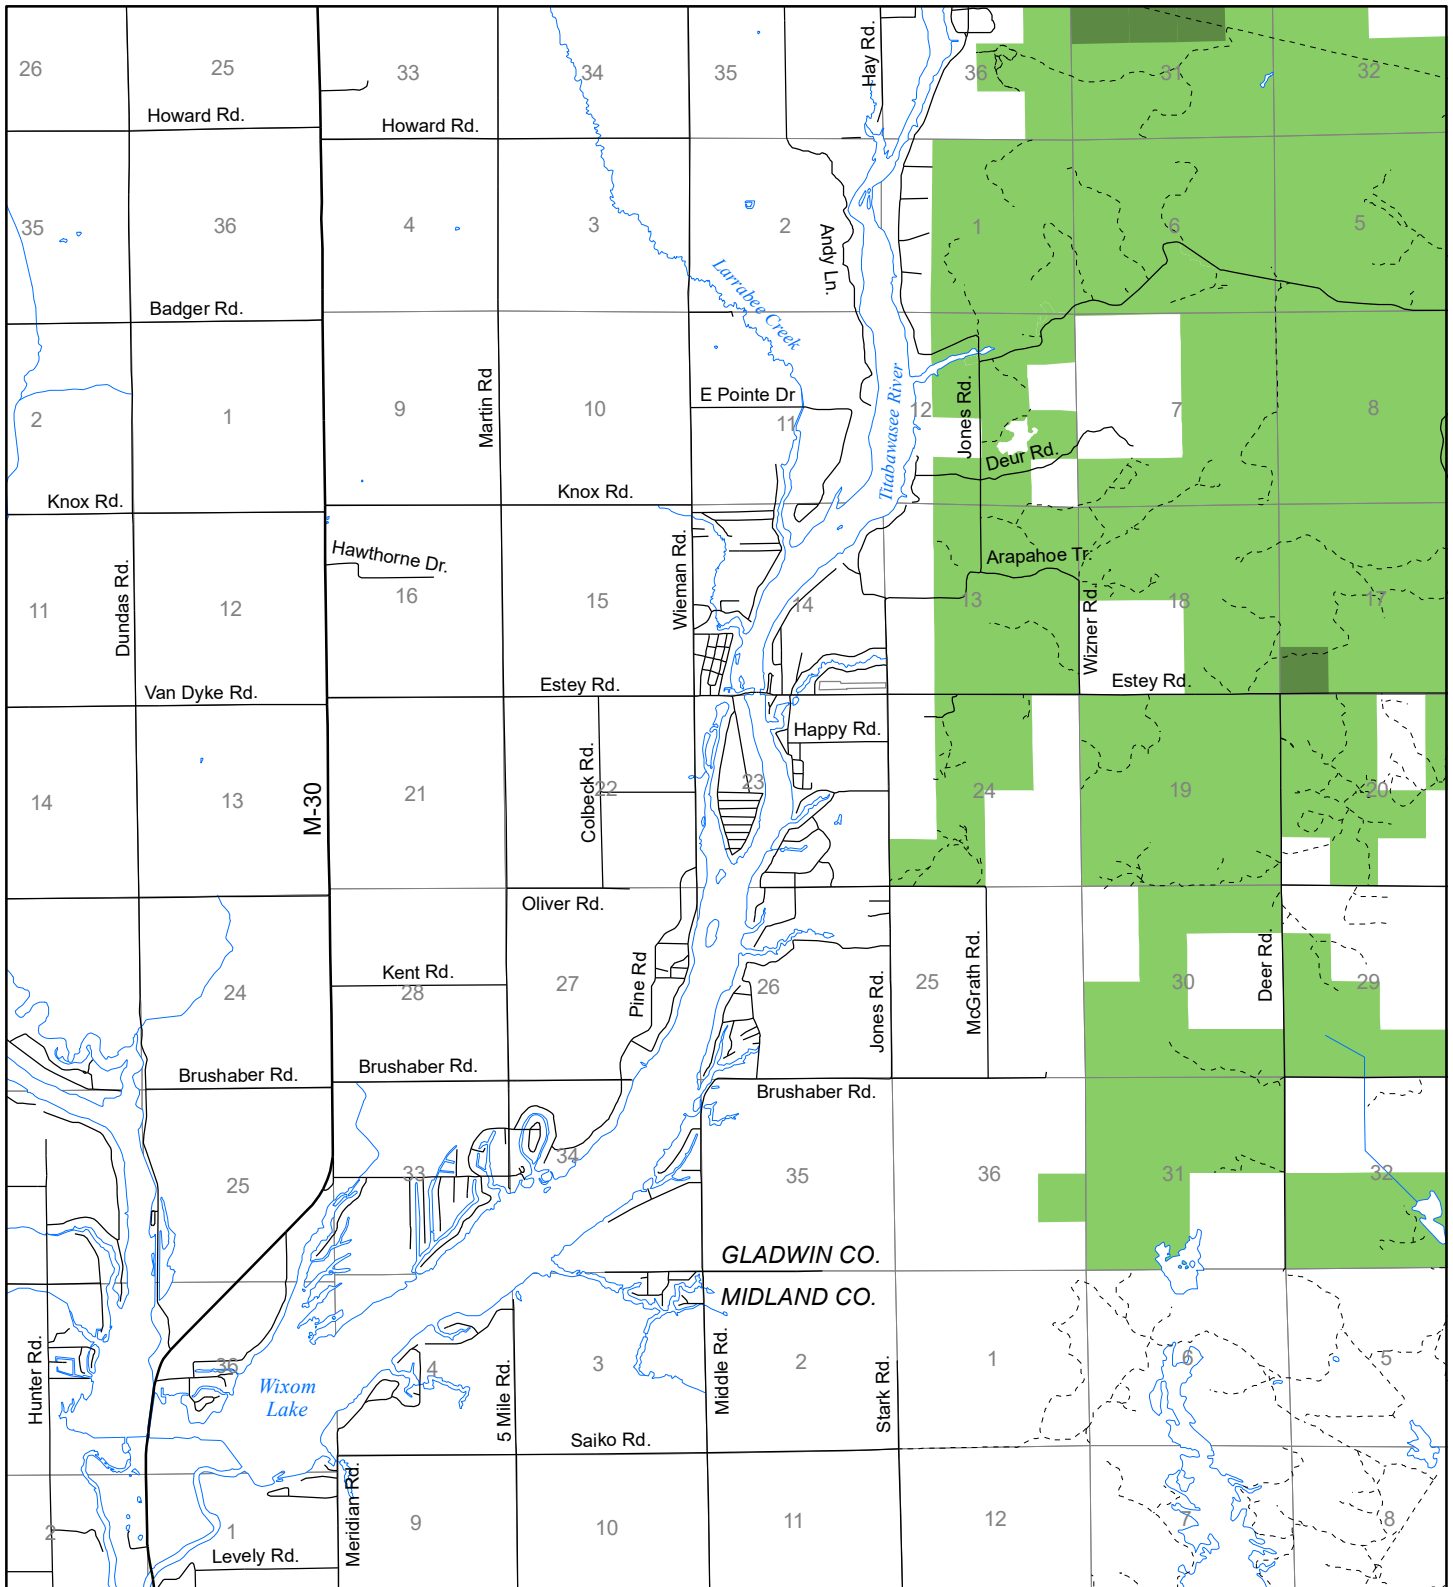 26
25
33
34
35
Hay Rd.
36
31
32
Howard Rd.
Howard Rd.
35
36
4
3
2
Andy Ln.
1
6
5
Larrabee Creek
Badger Rd.
2
1
9
Martin Rd
10
E Pointe Dr
11
Titabawasee River
12
Jones Rd.
7
8
Deur Rd.
Knox Rd.
Knox Rd.
Dundas Rd.
Hawthorne Dr.
Wieman Rd.
Arapahoe Tr.
11
12
16
15
14
13
Wizner Rd.
18
17
Van Dyke Rd.
Estey Rd.
Estey Rd.
Happy Rd.
14
13
M-30
21
Colbeck Rd.
22
23
24
19
20
Oliver Rd.
24
Kent Rd.
28
27
Pine Rd
26
Jones Rd.
25
McGrath Rd.
30
Deer Rd.
29
Brushaber Rd.
Brushaber Rd.
Brushaber Rd.
25
33
34
35
36
31
32
GLADWIN CO.
MIDLAND CO.
Hunter Rd.
36
Wixom
Lake
4
5 Mile Rd.
3
Middle Rd.
2
Stark Rd.
1
6
5
Saiko Rd.
2
1
Levely Rd.
Meridian Rd.
9
10
11
12
7
8